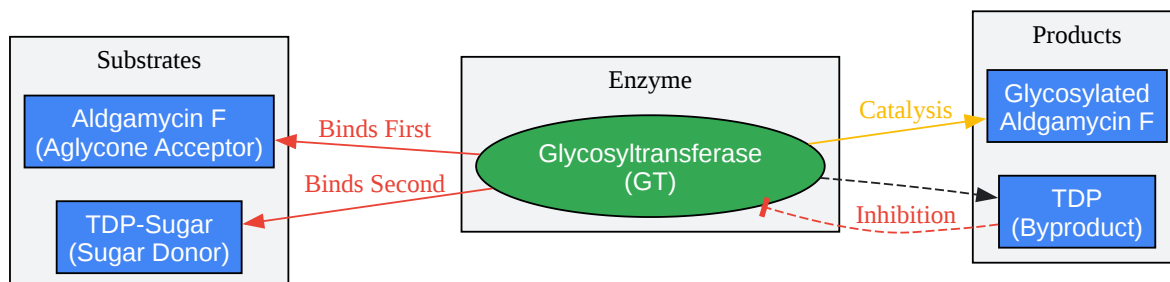 Substrates
Aldgamycin F
(Aglycone Acceptor)
TDP-Sugar
(Sugar Donor)
Binds First
Binds Second
Enzyme
Glycosyltransferase
(GT)
Catalysis
Inhibition
Products
Glycosylated
Aldgamycin F
TDP
(Byproduct)